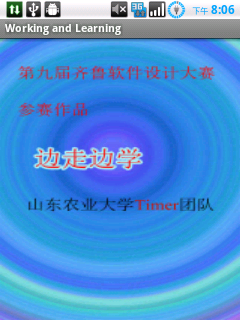 下午 8:06
Working and Learning
第九届齐鲁软件设计大赛
参赛作品
边走边学
山东农业大学Timer团队